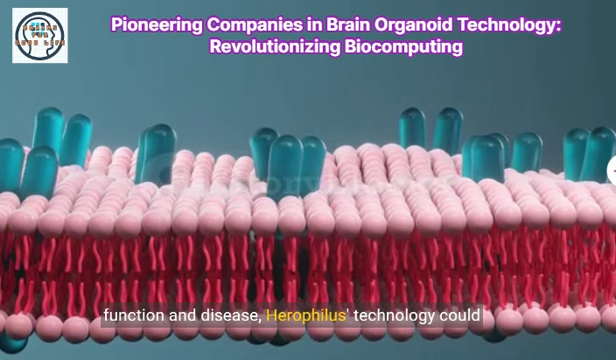 Pioneering Companies in Brain Organoid Technology:
Revolutionizing Biocomputing
function and disease, Herophilus' technology could